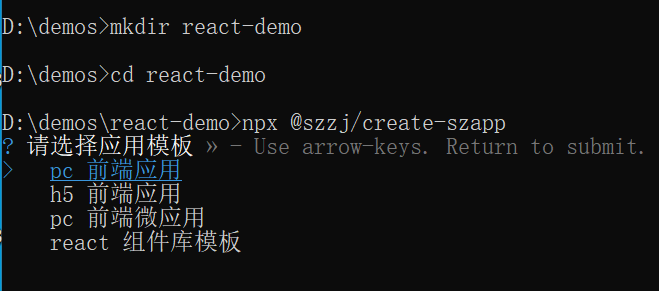 D:\demos>mkdir react-demo
D:\demos>cd react-demo
D:\demos\react-demo>npx @szzj/create-szapp
? 请选择应用模板 » - Use arrow-keys. Return to submit.
> pc 前端应用
h5 前端应用
pc 前端微应用
react 组件库模板